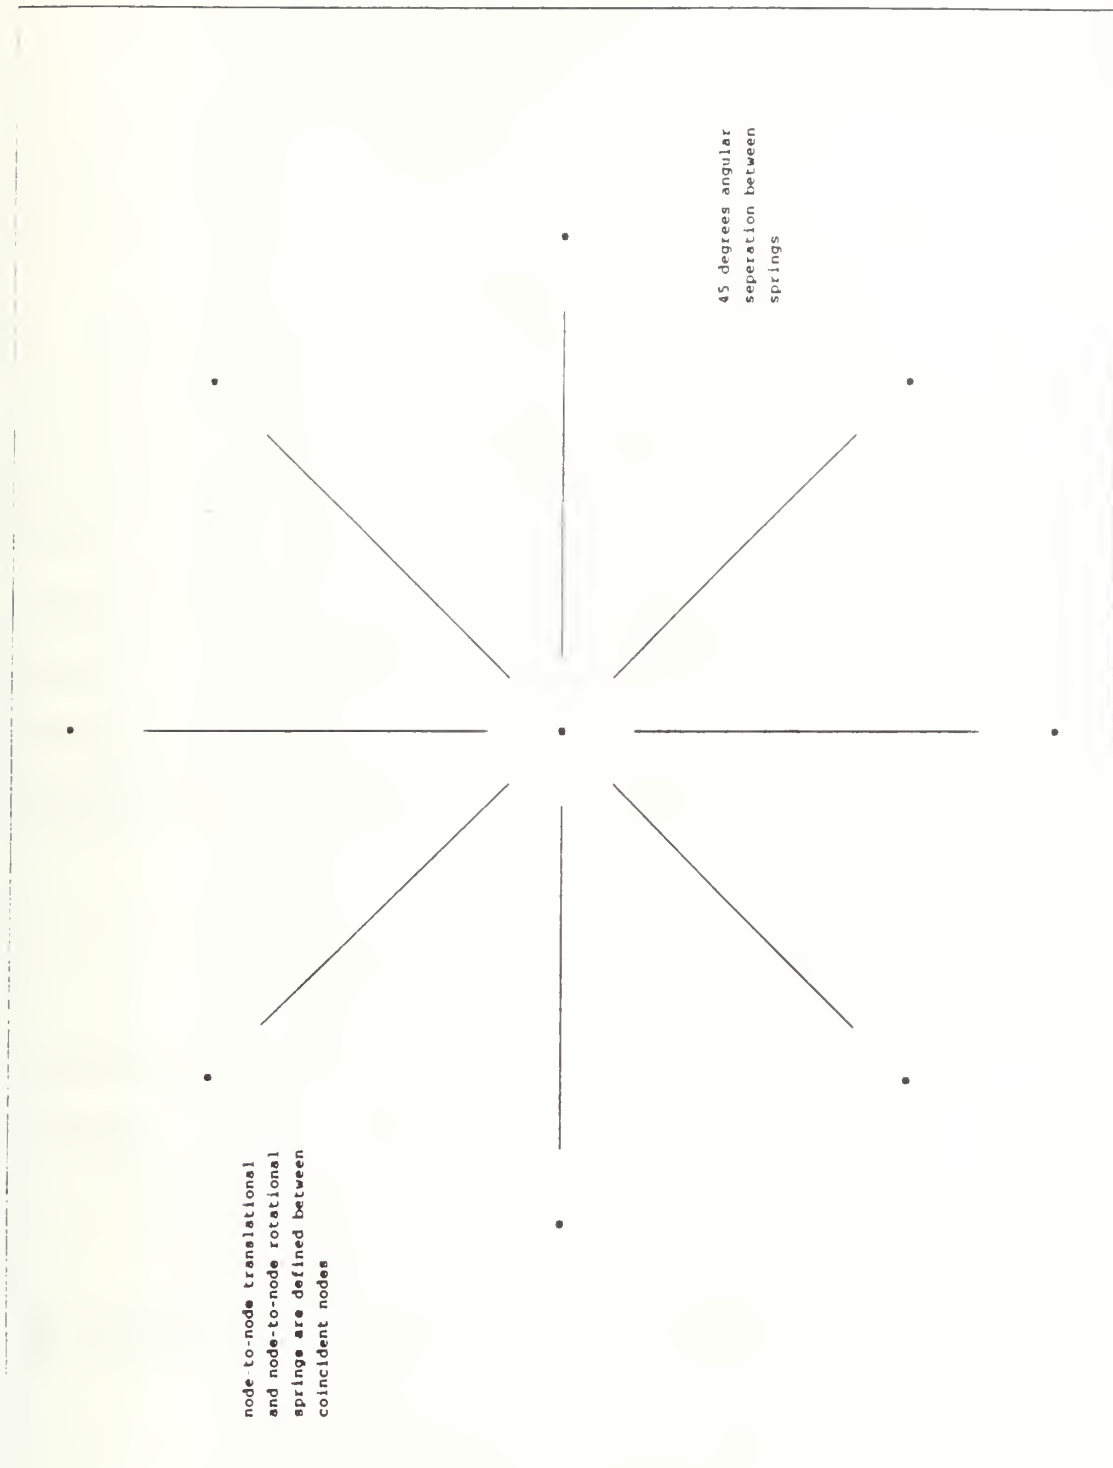 node-to-node translational
and node-to-node rotational
springs are defined between
coincident nodes
45 degrees angular
seperation between
springs